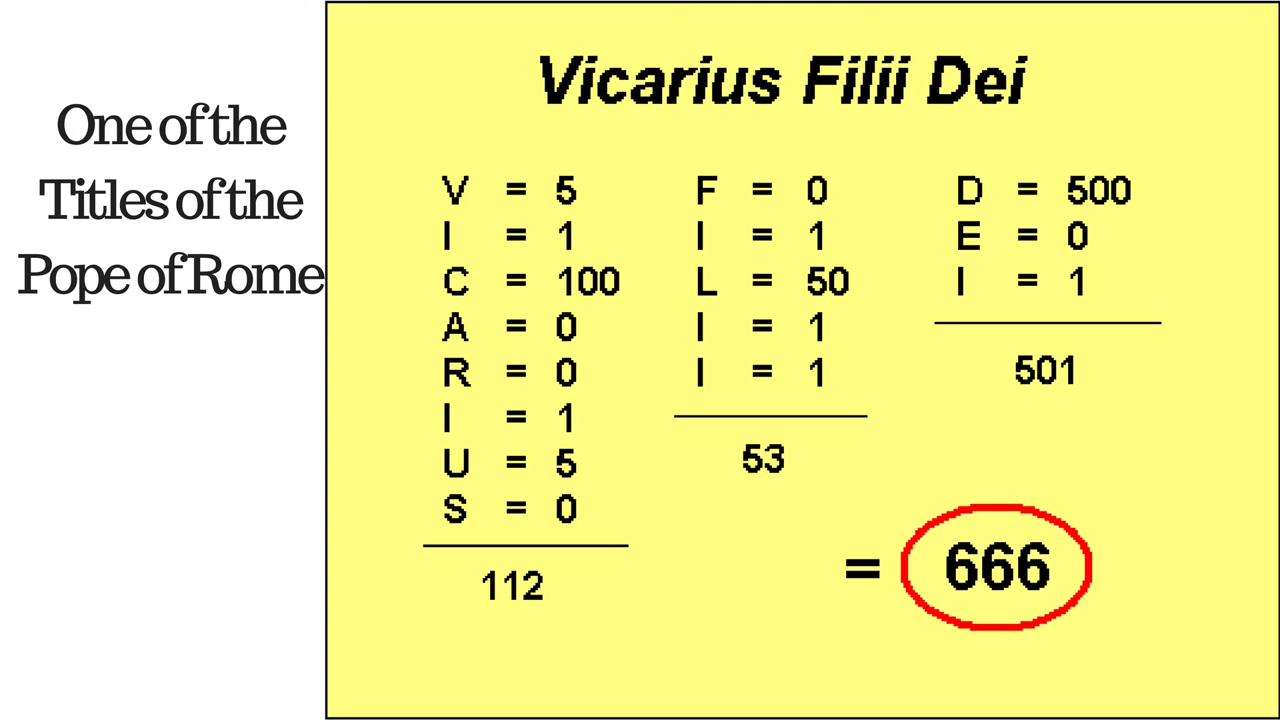 One of the
Titles of the
Pope of Rome
Vicarius Filii Dei
V = 5
I = 1
C = 100
A = 0
R = 0
I = 1
U = 5
S = 0
112
F = 0
I = 1
L = 50
I = 1
I = 1
53
D = 500
E = 0
I = 1
501
= 666